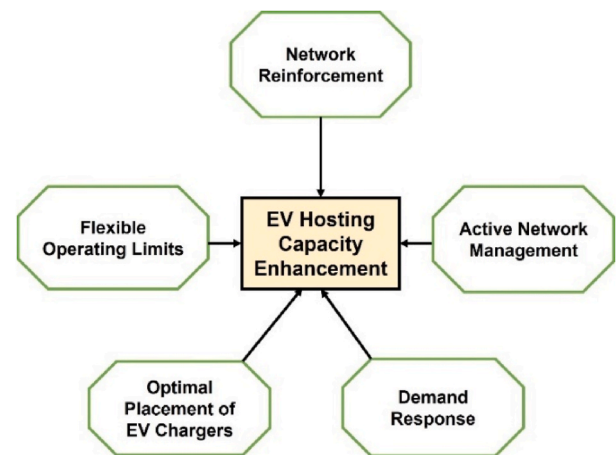 Network
Reinforcement
Flexible
Operating Limits
EV Hosting
Capacity
Enhancement
Active Network
Management
Optimal
Placement of
EV Chargers
Demand
Response